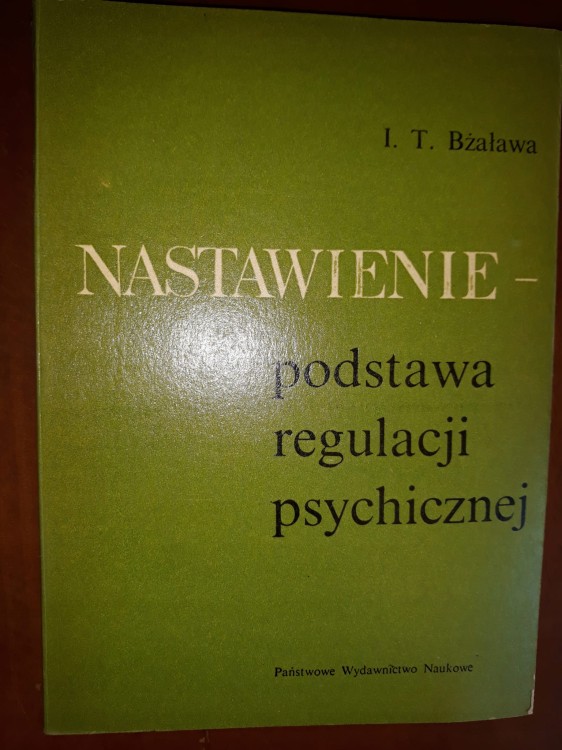 I. T. Bżaława
NASTAWIENIE –
podstawa
regulacji
psychicznej
Państwowe Wydawnictwo Naukowe